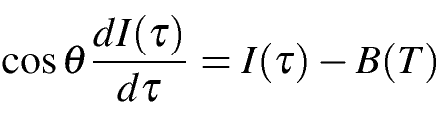 cos θ dI(τ)/dτ = I(τ) − B(T)